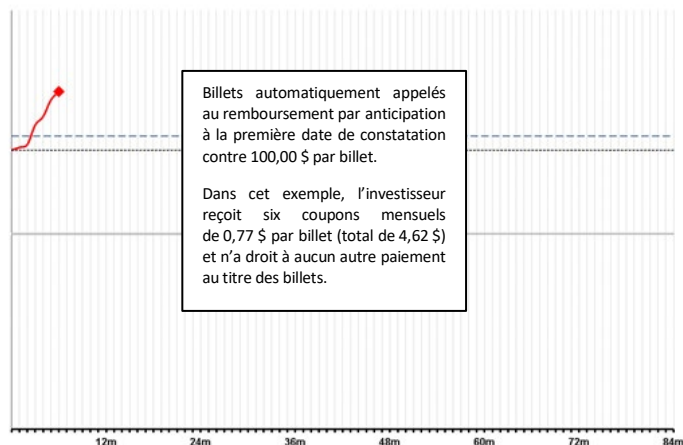 Billets automatiquement appelés
au remboursement par anticipation
à la première date de constatation
contre 100,00 $ par billet.
Dans cet exemple, l’investisseur
reçoit six coupons mensuels
de 0,77 $ par billet (total de 4,62 $)
et n’a droit à aucun autre paiement
au titre des billets.
12m 24m 36m 48m 60m 72m 84m